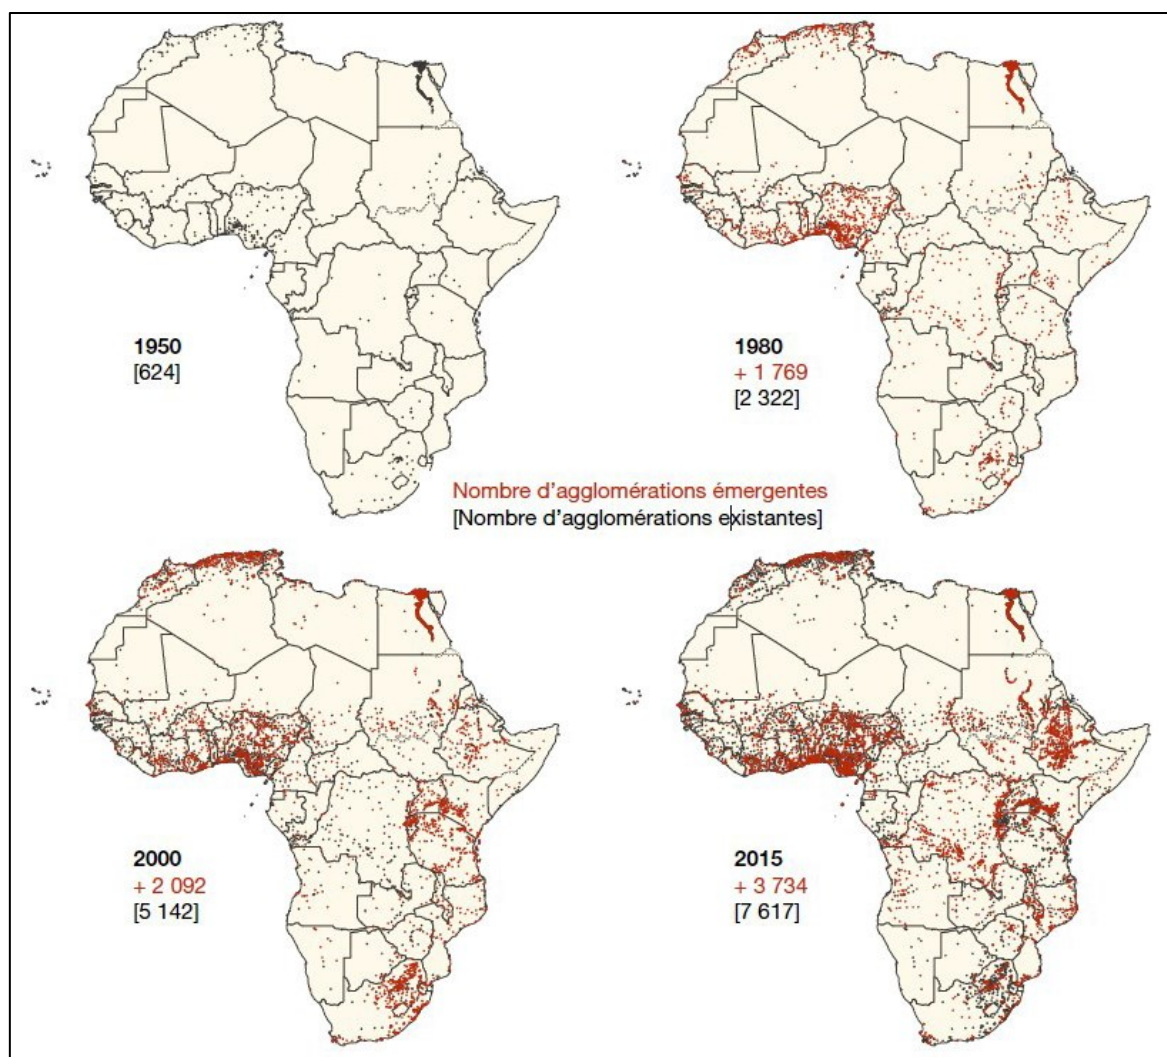 1950
[624]
1980
+ 1 769
[2 322]
Nombre d'agglomérations émergentes
[Nombre d'agglomérations existantes]
2000
+ 2 092
[5 142]
2015
+ 3 734
[7 617]